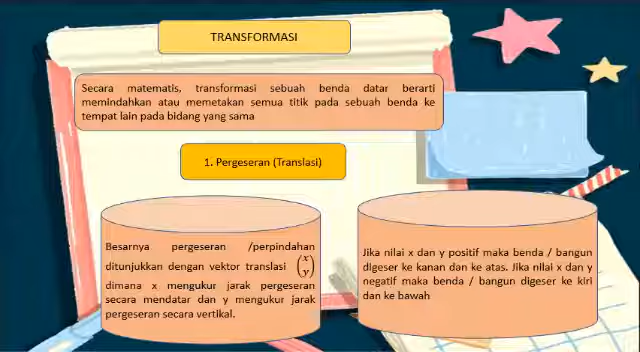 TRANSFORMASI
Secara matematis, transformasi sebuah benda datar berarti
memindahkan atau memetakan semua titik pada sebuah benda ke
tempat lain pada bidang yang sama
1. Pergeseran (Translasi)
Besarnya pergeseran /perpindahan
ditunjukkan dengan vektor translasi (x y)
dimana x mengukur jarak pergeseran
secara mendatar dan y mengukur jarak
pergeseran secara vertikal.
Jika nilai x dan y positif maka benda / bangun
digeser ke kanan dan ke atas. Jika nilai x dan y
negatif maka benda / bangun digeser ke kiri
dan ke bawah